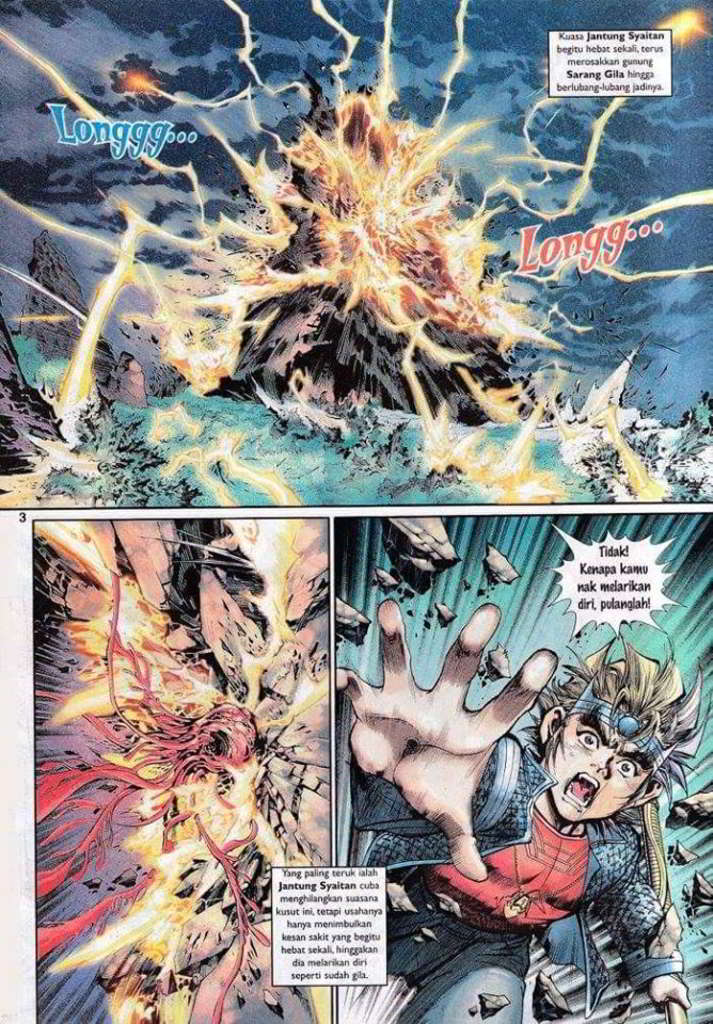 Kuasa Jantung Syaitan
begitu hebat sekali, terus
merosakkan gunung
Sarang Gila hingga
berlubang-lubang jadinya.
Longgg...
Longg...
3
Tidak!
Kenapa kamu
nak melarikan
diri, pulanglah!
Yang paling teruk ialah
Jantung Syaitan cuba
menghilangkan suasana
kusut ini, tetapi usahanya
hanya menimbulkan
kesan sakit yang begitu
hebat sekali, hinggakan
dia melarikan diri
seperti sudah gila.